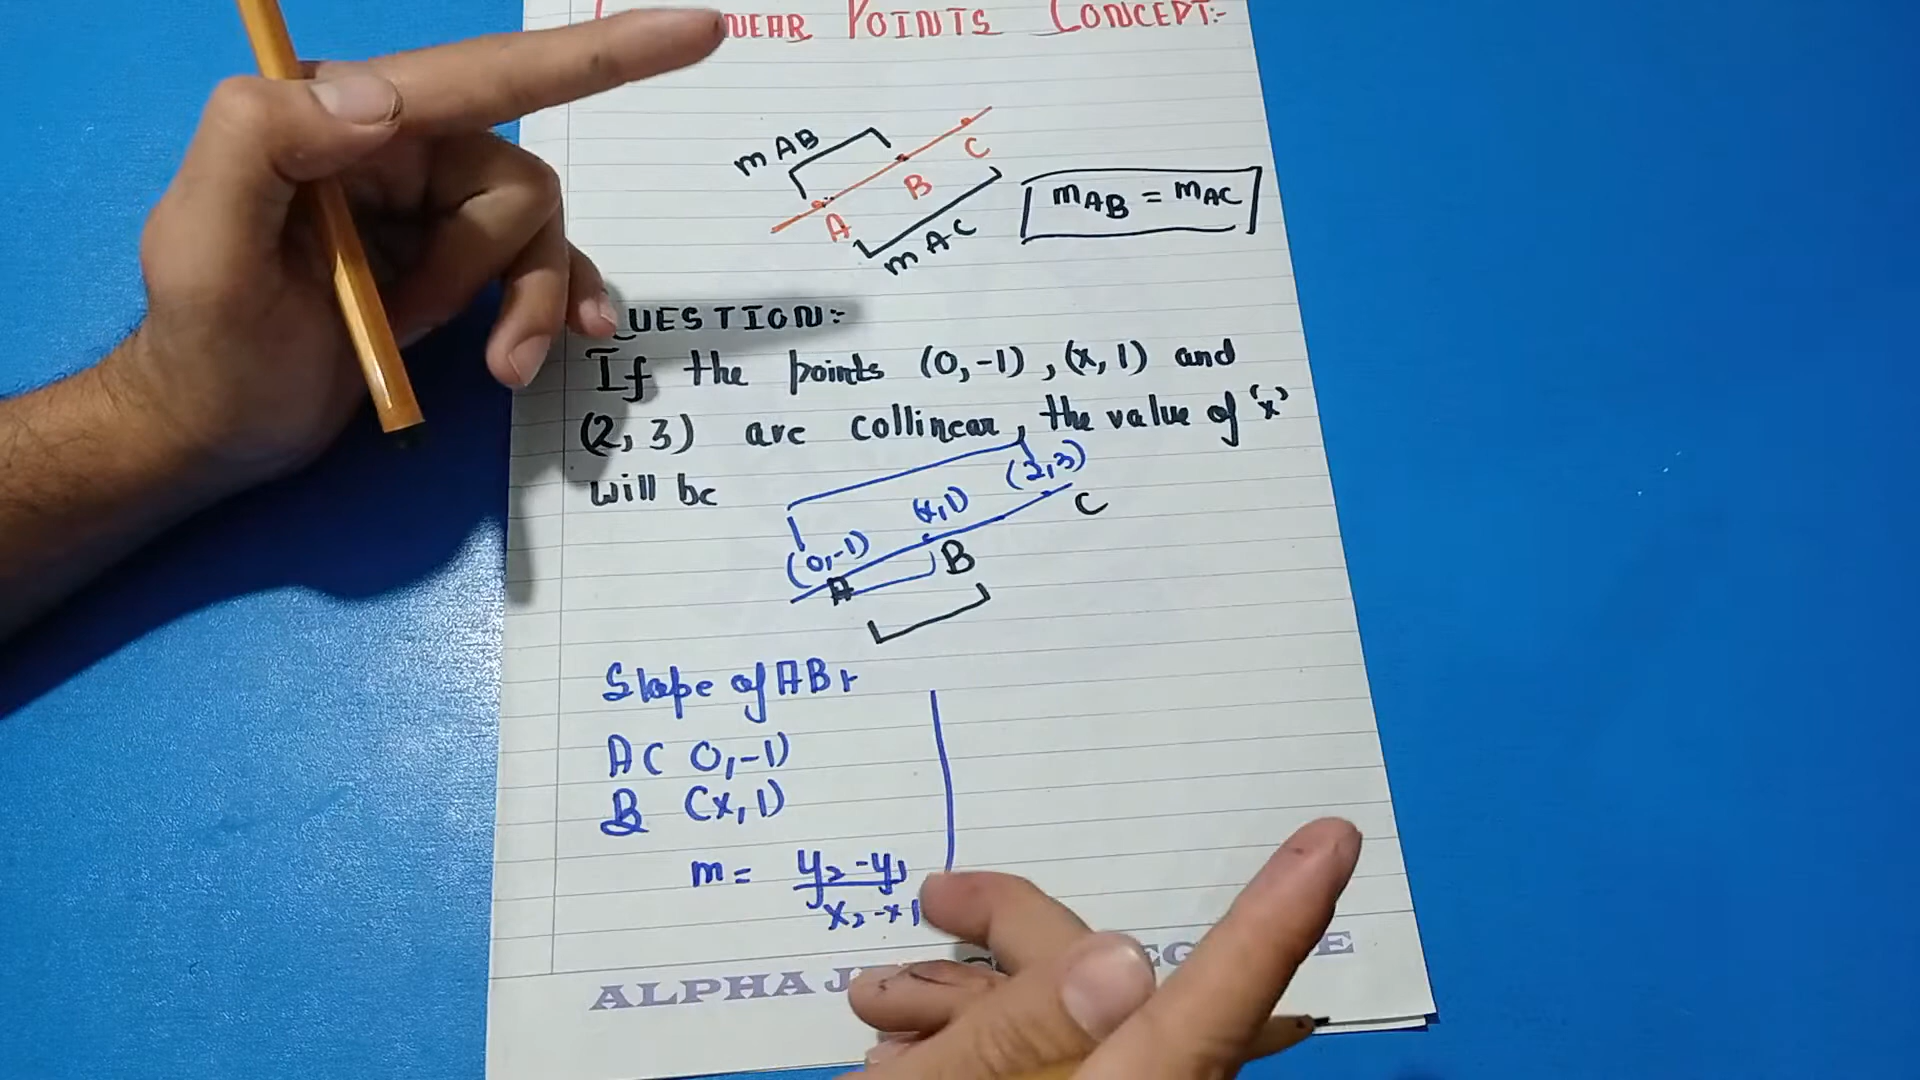 POINTS CONCEPT:-
mAB
C
B
A
mAC
mAB = mAC
QUESTION:-
If the points (0,-1), (x, 1) and
(2, 3) are collinear, the value of 'x'
will be
(2,3)
(x,1)
C
(0,-1)
B
A
Slope of AB
A ( 0,-1)
B (x, 1)
m = y2 - y1
x2 - x1
ALPHA